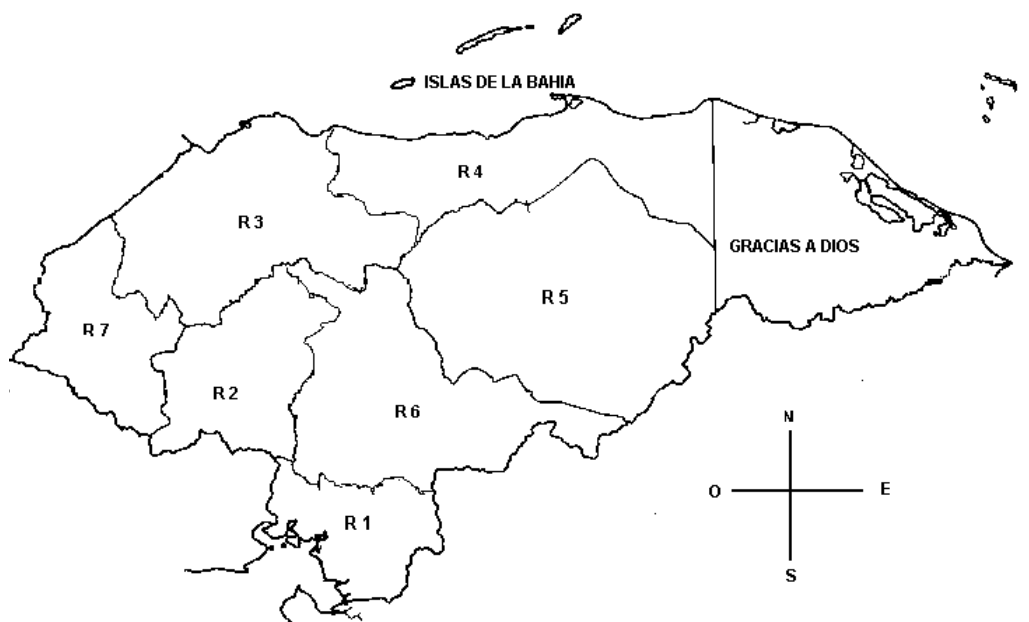 ISLAS DE LA BAHIA
R 4
R 3
GRACIAS A DIOS
R 5
R 7
R 2
R 6
N
O
E
R 1
S